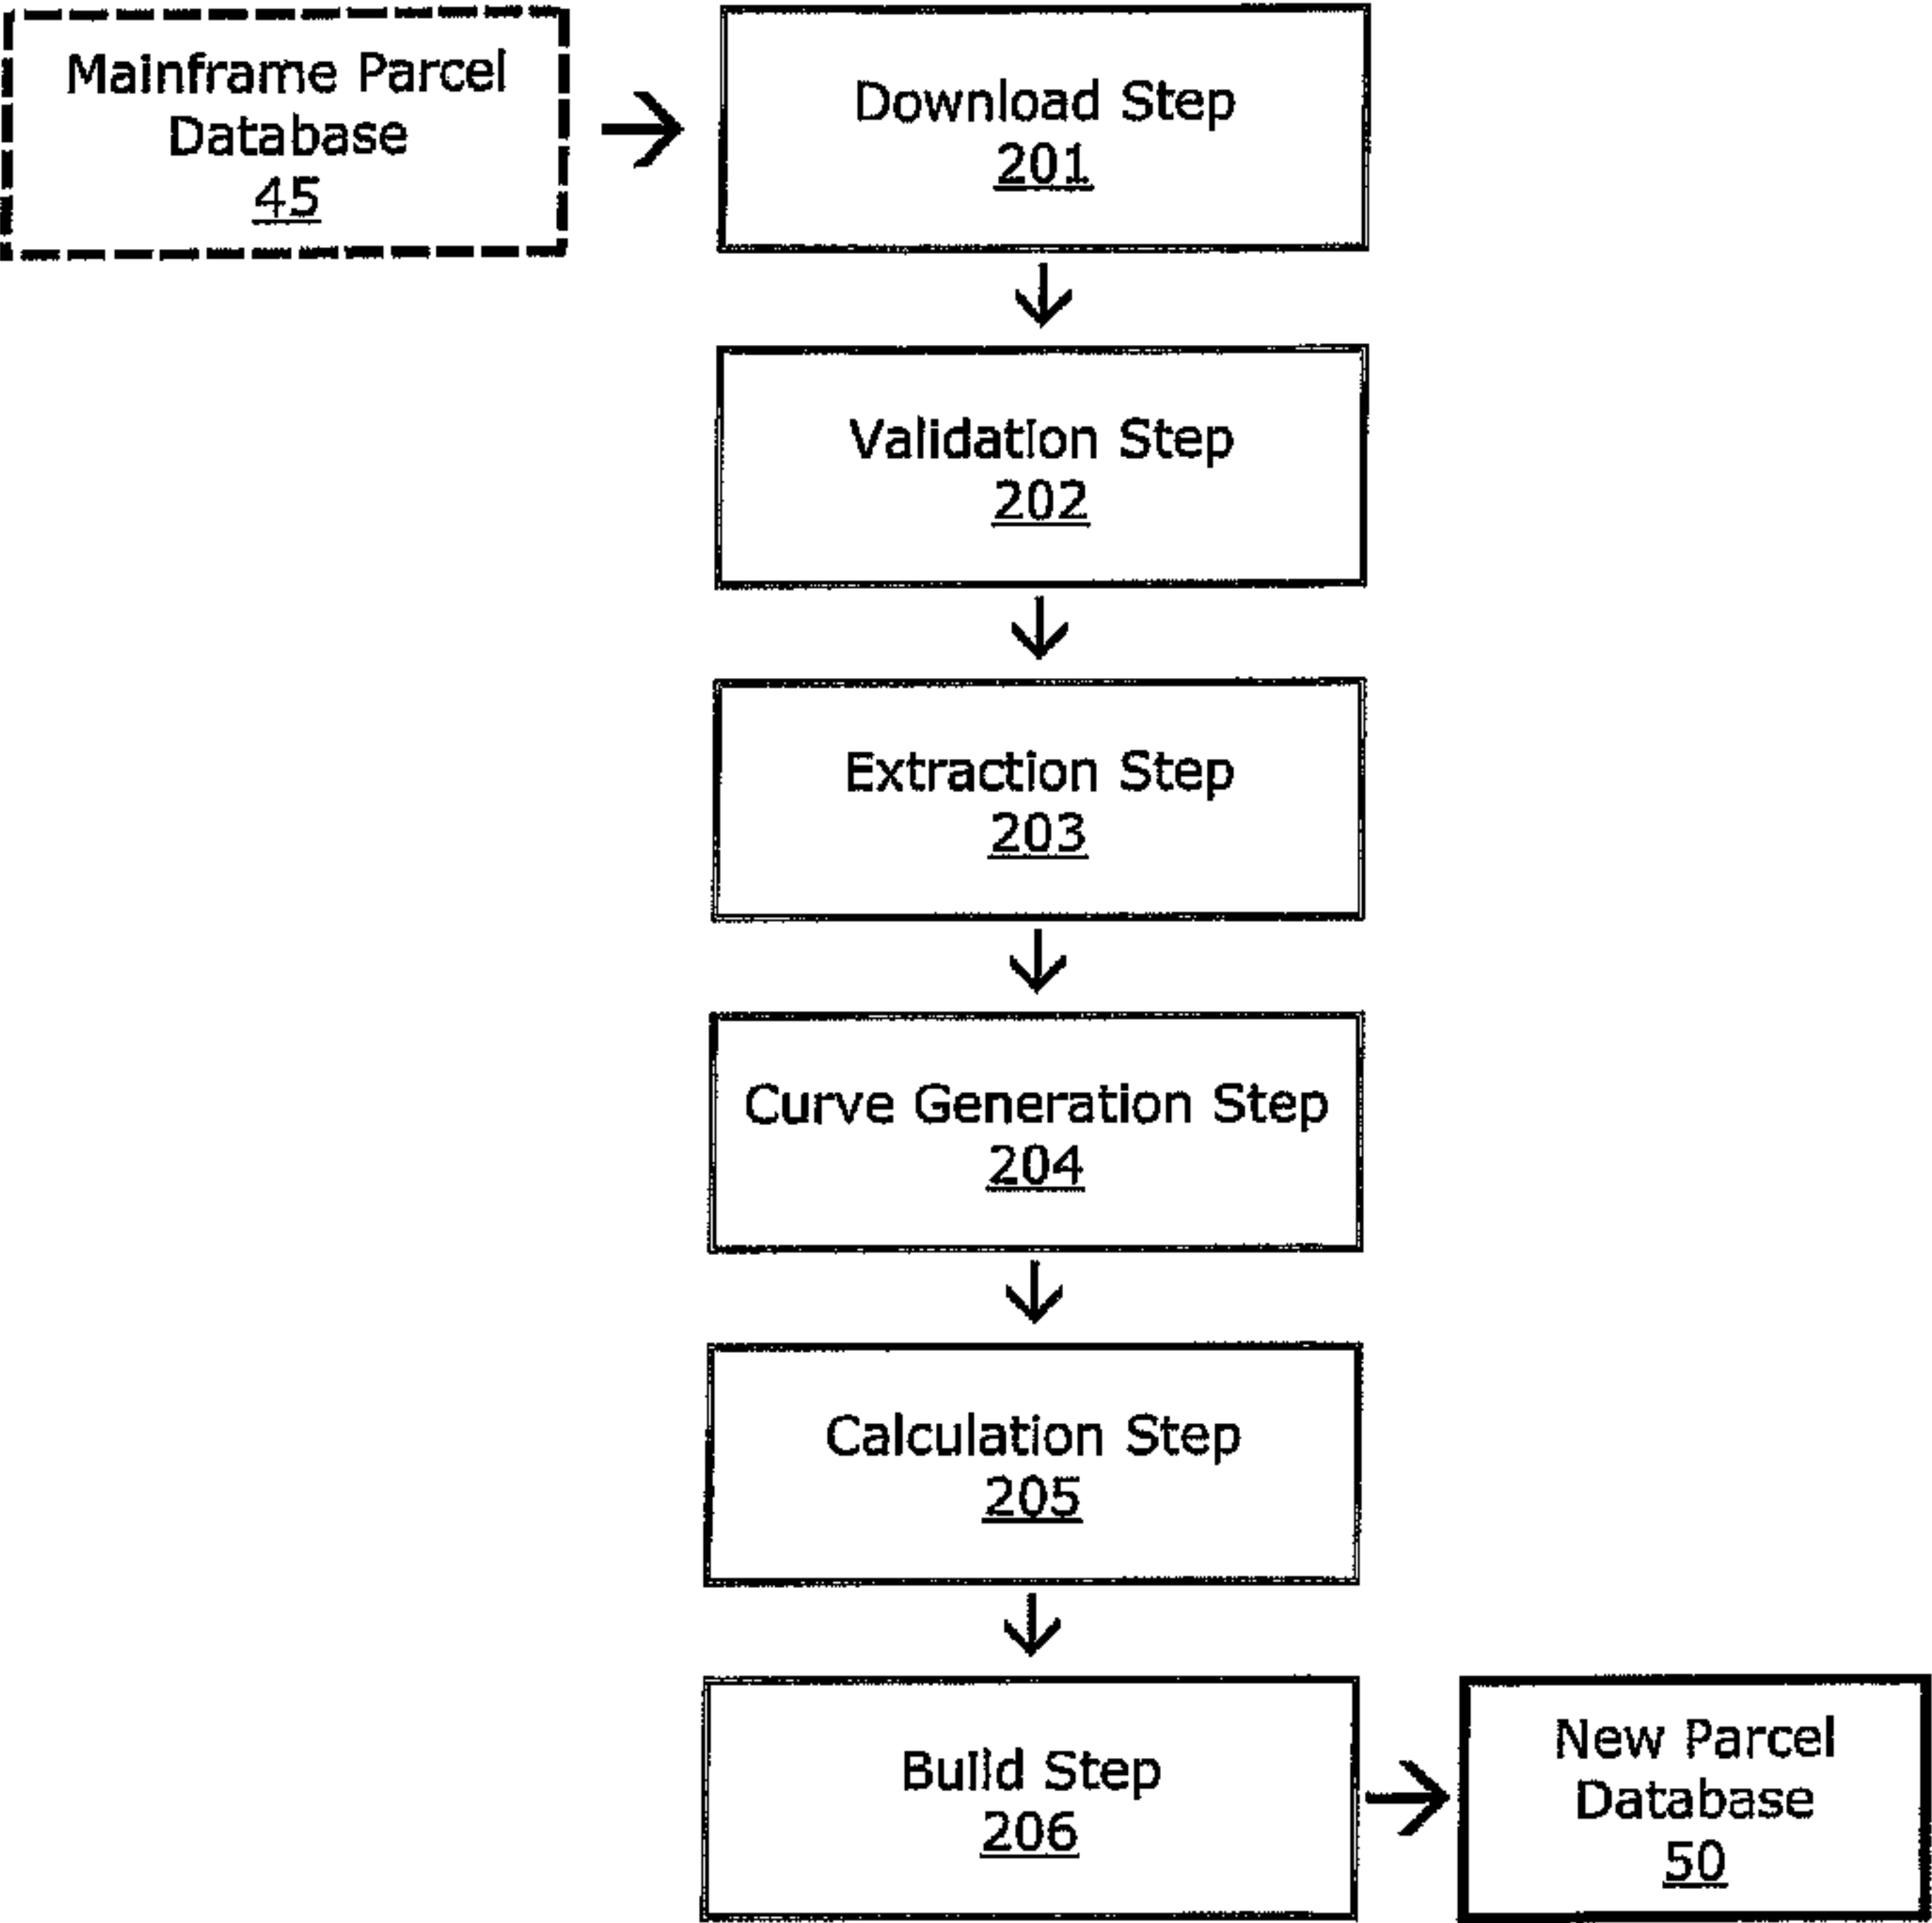 Mainframe Parcel
Database
45
Download Step
201
Validation Step
202
Extraction Step
203
Curve Generation Step
204
Calculation Step
205
Build Step
206
New Parcel
Database
50